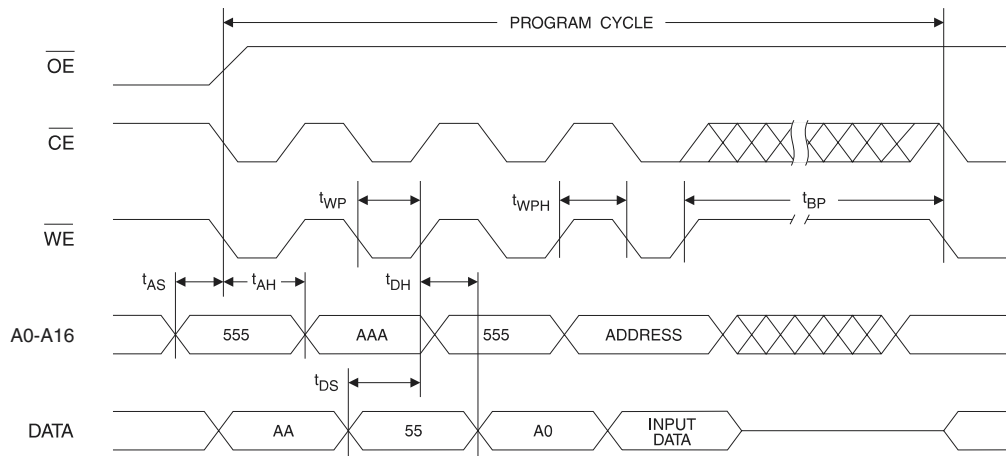 PROGRAM CYCLE
OE
CE
tWP
tWPH
tBP
WE
tAS
tAH
tDH
A0-A16
555
AAA
555
ADDRESS
tDS
DATA
AA
55
A0
INPUT
DATA